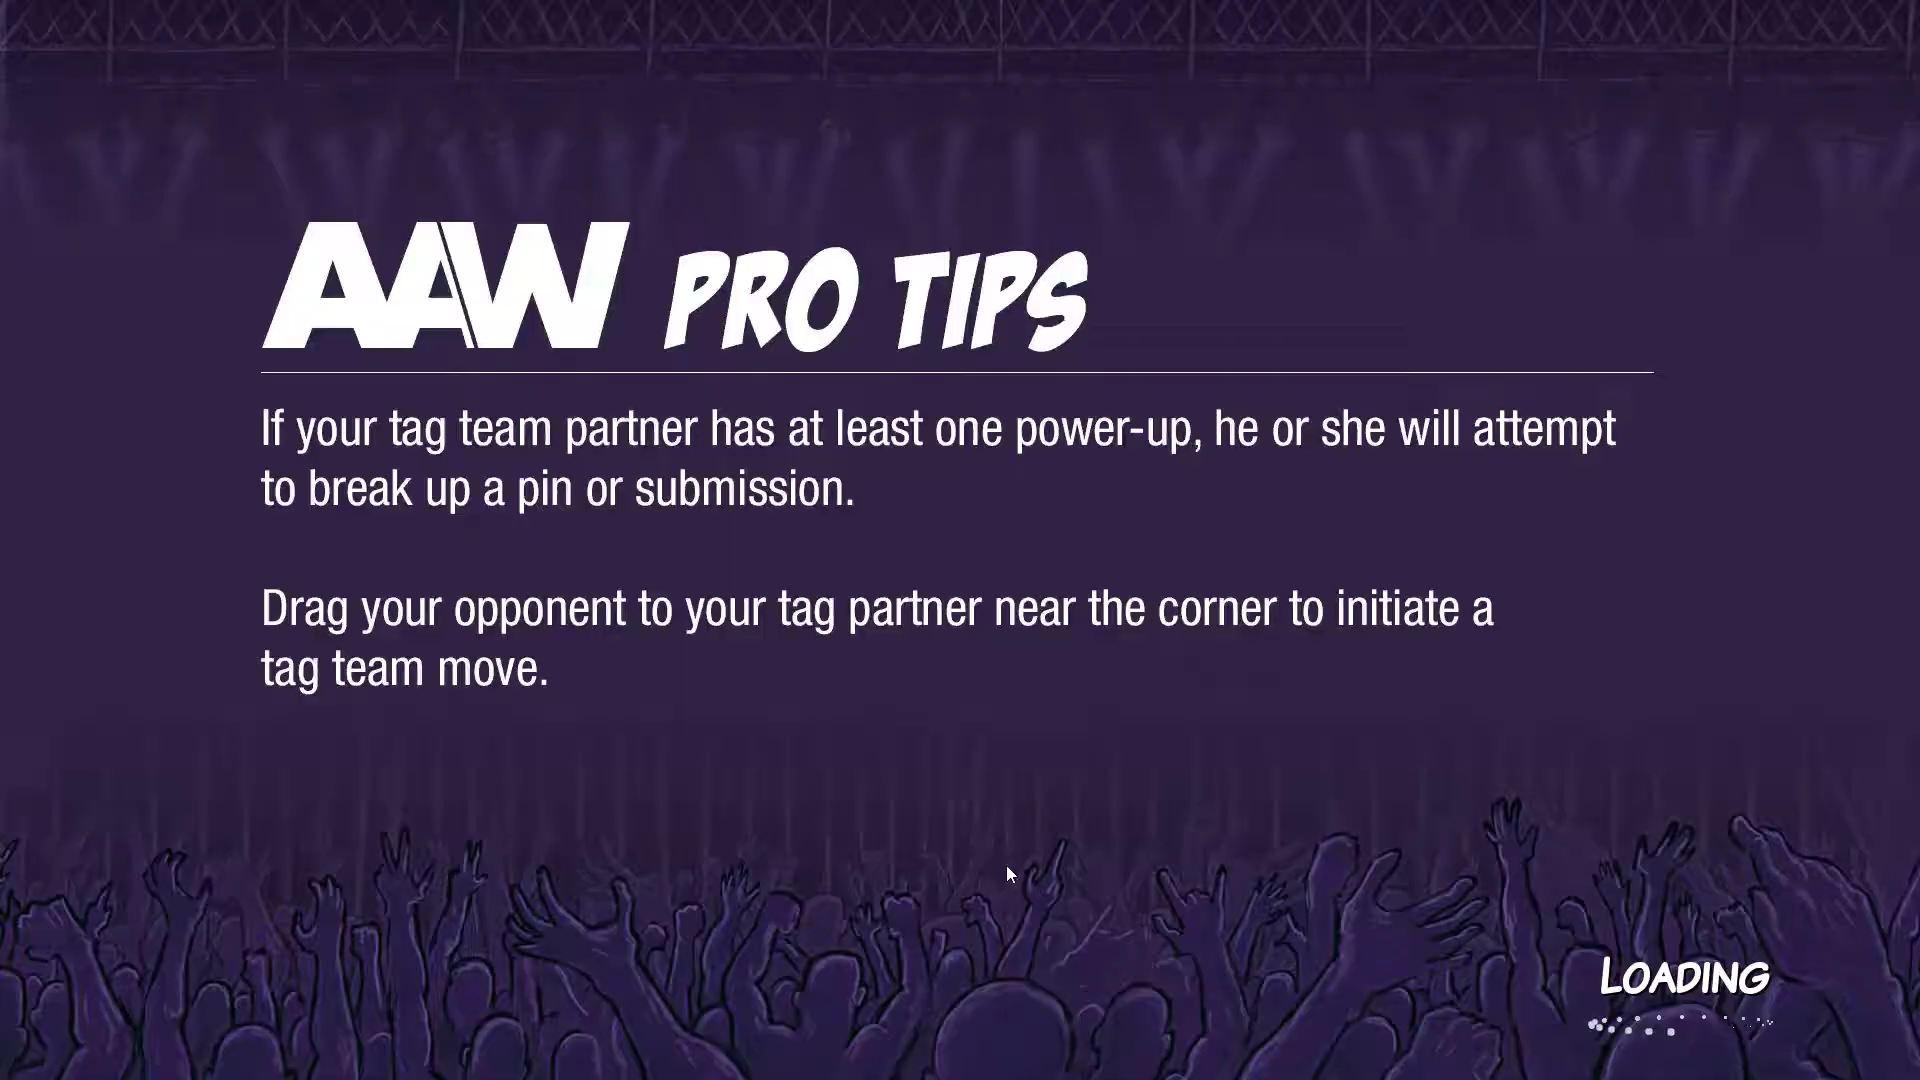 AAW PRO TIPS
If your tag team partner has at least one power-up, he or she will attempt
to break up a pin or submission.
Drag your opponent to your tag partner near the corner to initiate a
tag team move.
LOADING